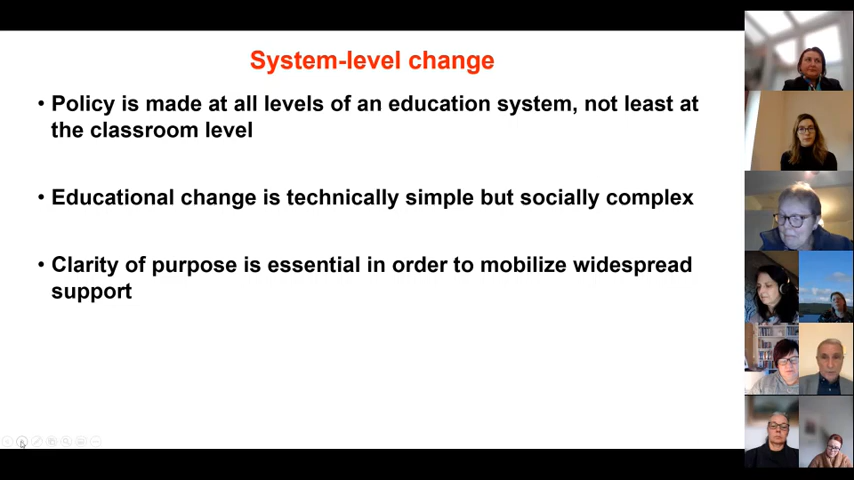 System-level change
• Policy is made at all levels of an education system, not least at
the classroom level
• Educational change is technically simple but socially complex
• Clarity of purpose is essential in order to mobilize widespread
support